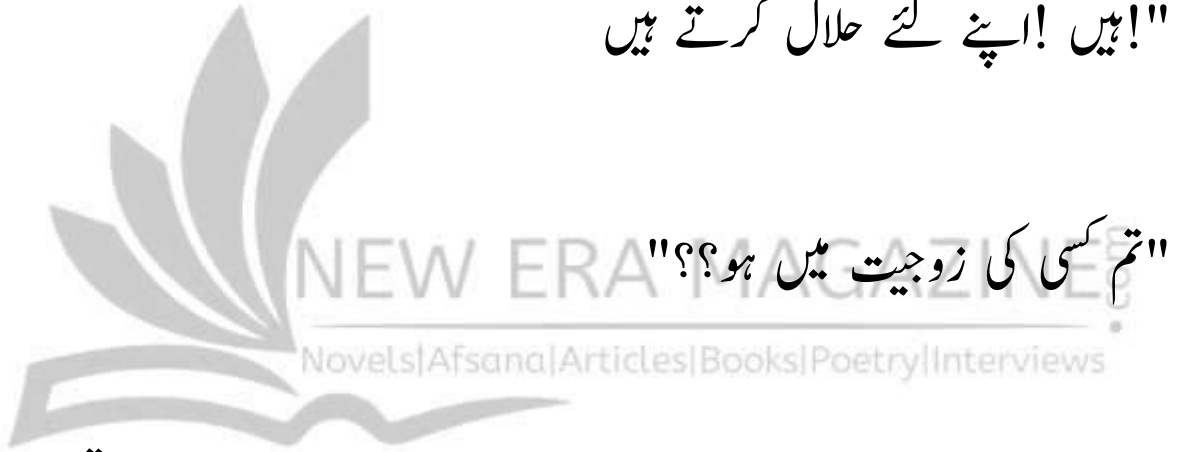 "!ہیں !اپنے لئے حلال کرتے ہیں
"تم کسی کی زوجیت میں ہو؟؟"
NEW ERA MAGAZINE.com
Novels|Afsana|Articles|Books|Poetry|Interviews